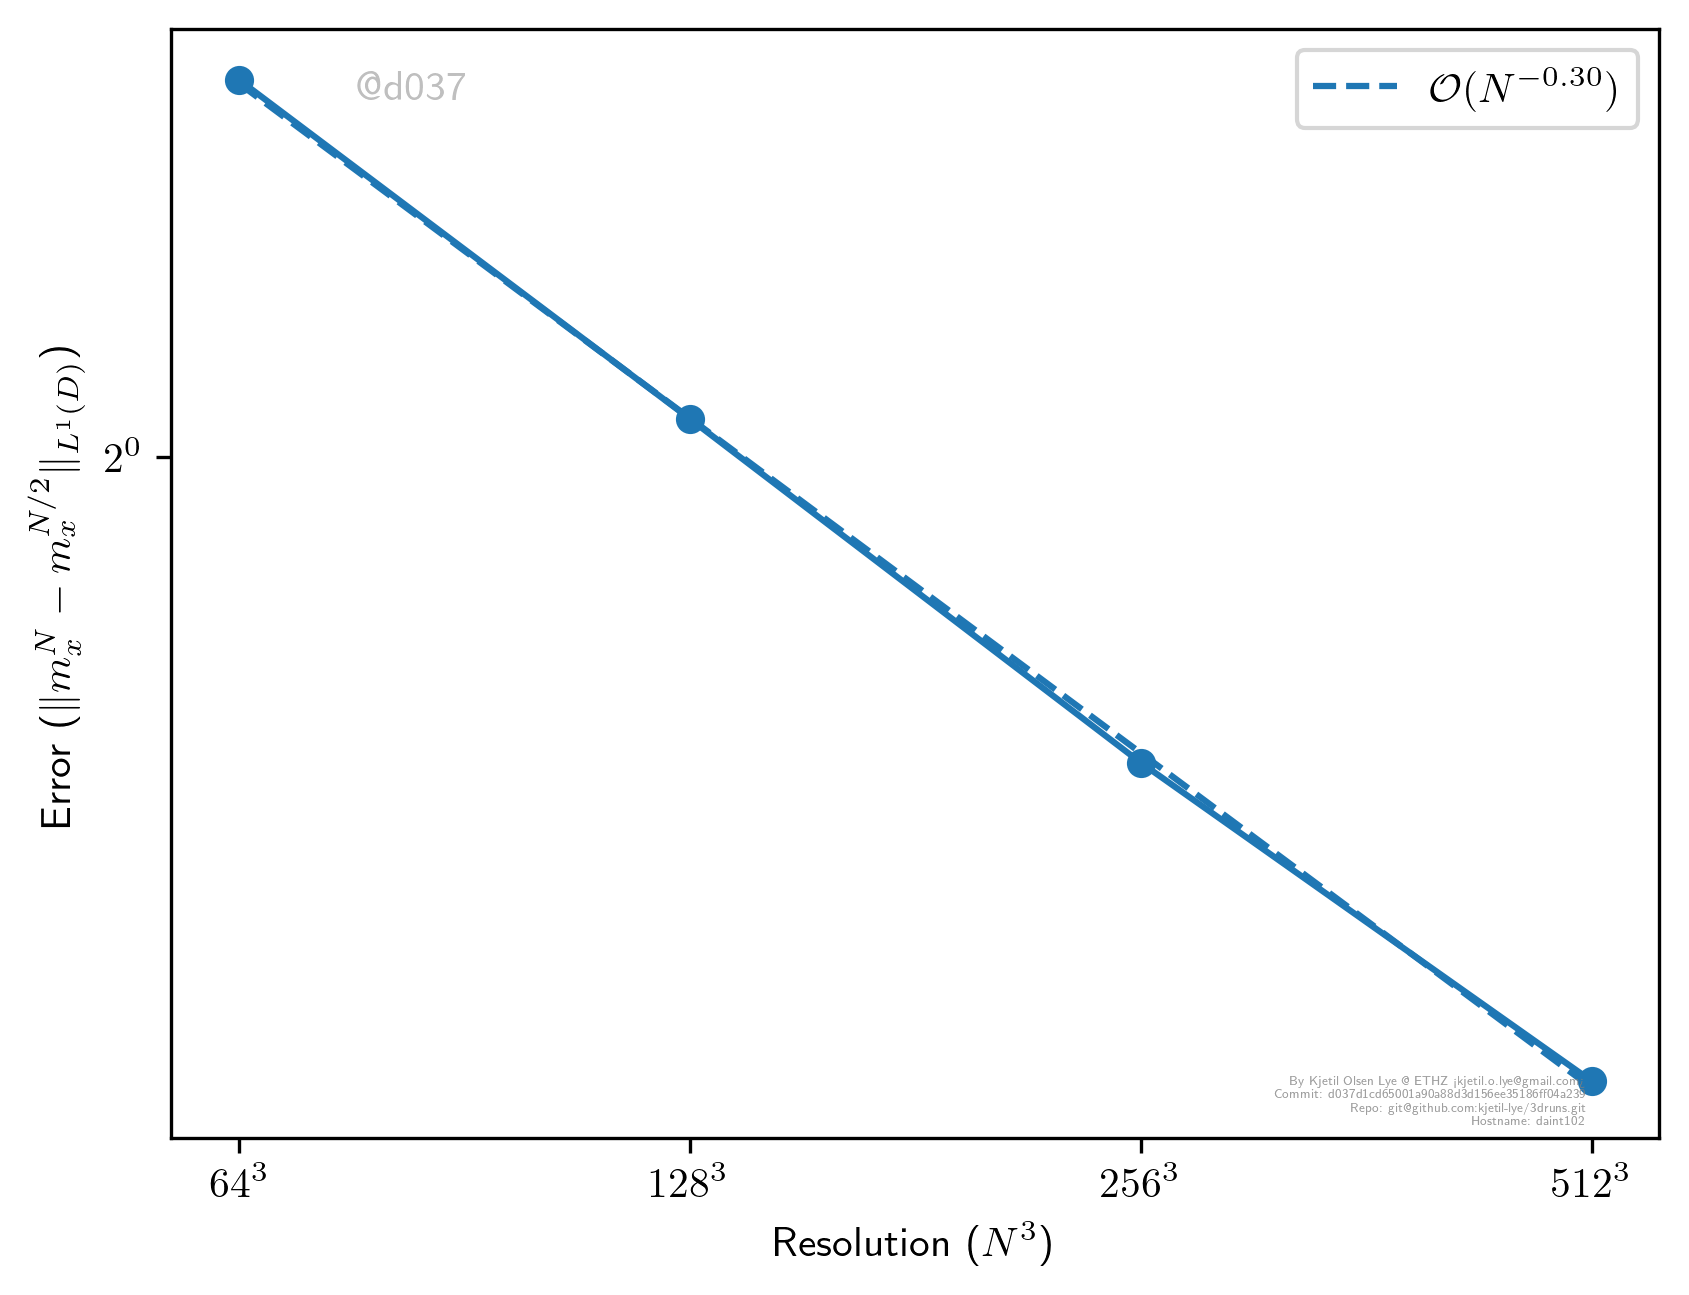 @d037
𝒪(N^{-0.30})
2^0
Error (||m_x^N − m_x^{N/2}||_{L^1(D)})
By Kjetil Olsen Lye @ ETHZ ¡kjetil.o.lye@gmail.com
Commit: d037d1cd65001a90a88d3d156ee35186ff04a239
Repo: git@github.com:kjetil-lye/3druns.git
Hostname: daint102
64^3 128^3 256^3 512^3
Resolution (N^3)